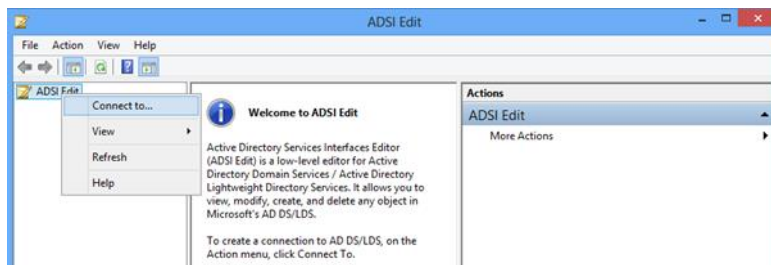 ADSI Edit
File Action View Help
ADSI Edit
Connect to...
View
Refresh
Help
Welcome to ADSI Edit
Active Directory Services Interfaces Editor
(ADSI Edit) is a low-level editor for Active
Directory Domain Services / Active Directory
Lightweight Directory Services. It allows you to
view, modify, create, and delete any object in
Microsoft's AD DS/LDS.
To create a connection to AD DS/LDS, on the
Action menu, click Connect To.
Actions
ADSI Edit
More Actions